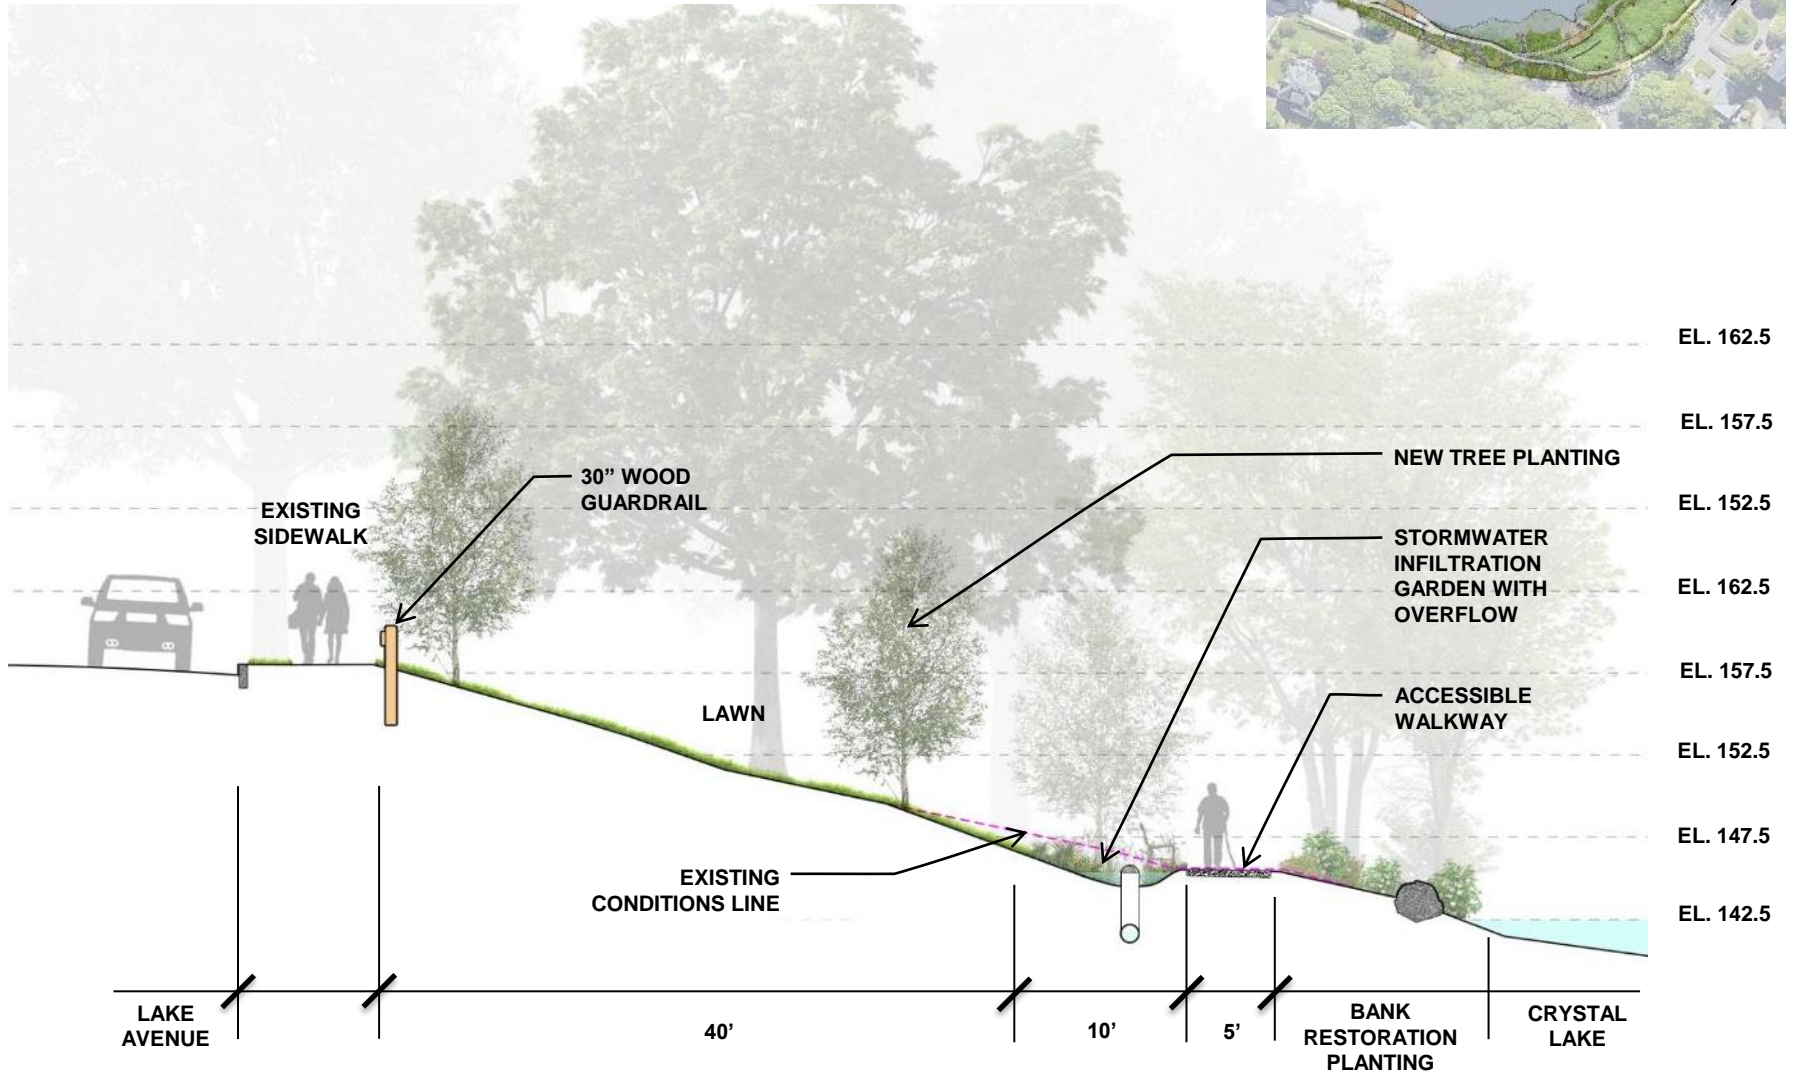 EL. 162.5
EL. 157.5
NEW TREE PLANTING
30” WOOD
GUARDRAIL
EL. 152.5
EXISTING
SIDEWALK
STORMWATER
INFILTRATION
GARDEN WITH
OVERFLOW
EL. 162.5
EL. 157.5
ACCESSIBLE
WALKWAY
LAWN
EL. 152.5
EL. 147.5
EXISTING
CONDITIONS LINE
EL. 142.5
LAKE
AVENUE
40’
10’
5’
BANK
RESTORATION
PLANTING
CRYSTAL
LAKE